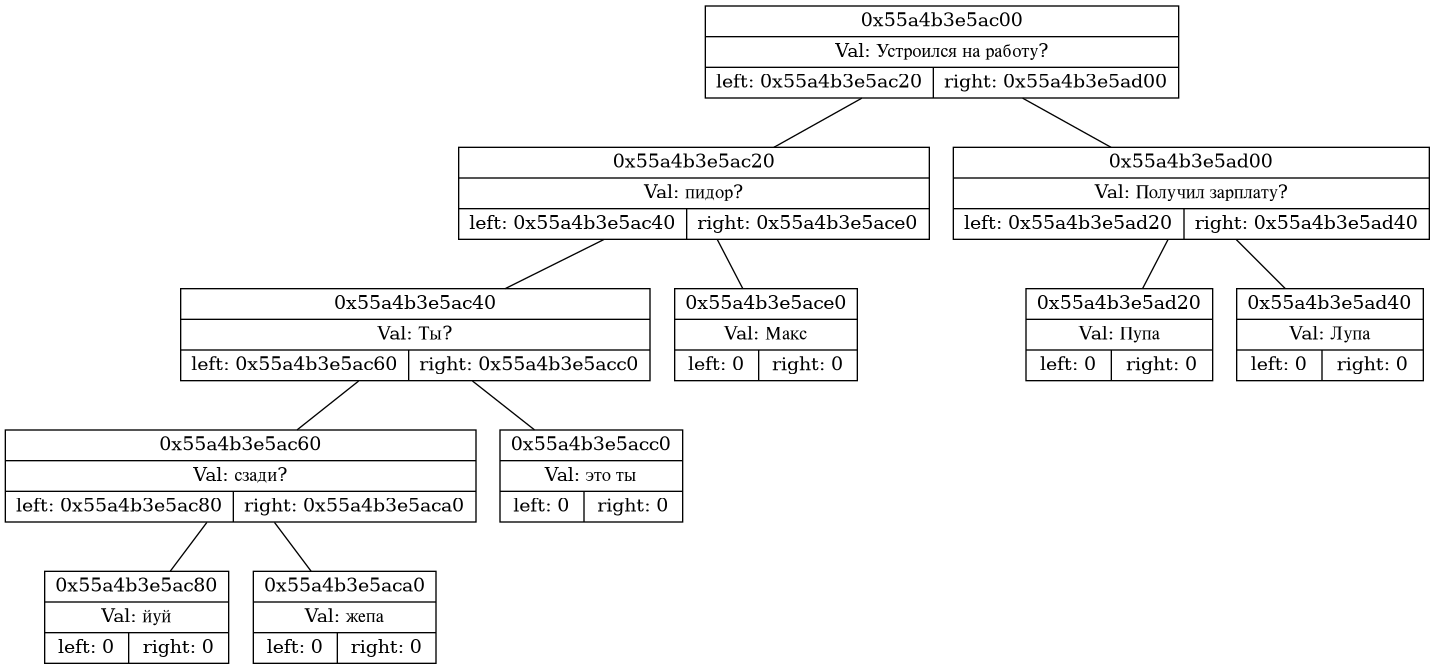 0x55a4b3e5ac00
Val: Устроился на работу?
left: 0x55a4b3e5ac20 right: 0x55a4b3e5ad00
0x55a4b3e5ac20
Val: пидор?
left: 0x55a4b3e5ac40 right: 0x55a4b3e5ace0
0x55a4b3e5ad00
Val: Получил зарплату?
left: 0x55a4b3e5ad20 right: 0x55a4b3e5ad40
0x55a4b3e5ac40
Val: Ты?
left: 0x55a4b3e5ac60 right: 0x55a4b3e5acc0
0x55a4b3e5ace0
Val: Макс
left: 0 right: 0
0x55a4b3e5ad20
Val: Пупа
left: 0 right: 0
0x55a4b3e5ad40
Val: Лупа
left: 0 right: 0
0x55a4b3e5ac60
Val: сзади?
left: 0x55a4b3e5ac80 right: 0x55a4b3e5aca0
0x55a4b3e5acc0
Val: это ты
left: 0 right: 0
0x55a4b3e5ac80
Val: йуй
left: 0 right: 0
0x55a4b3e5aca0
Val: жепа
left: 0 right: 0